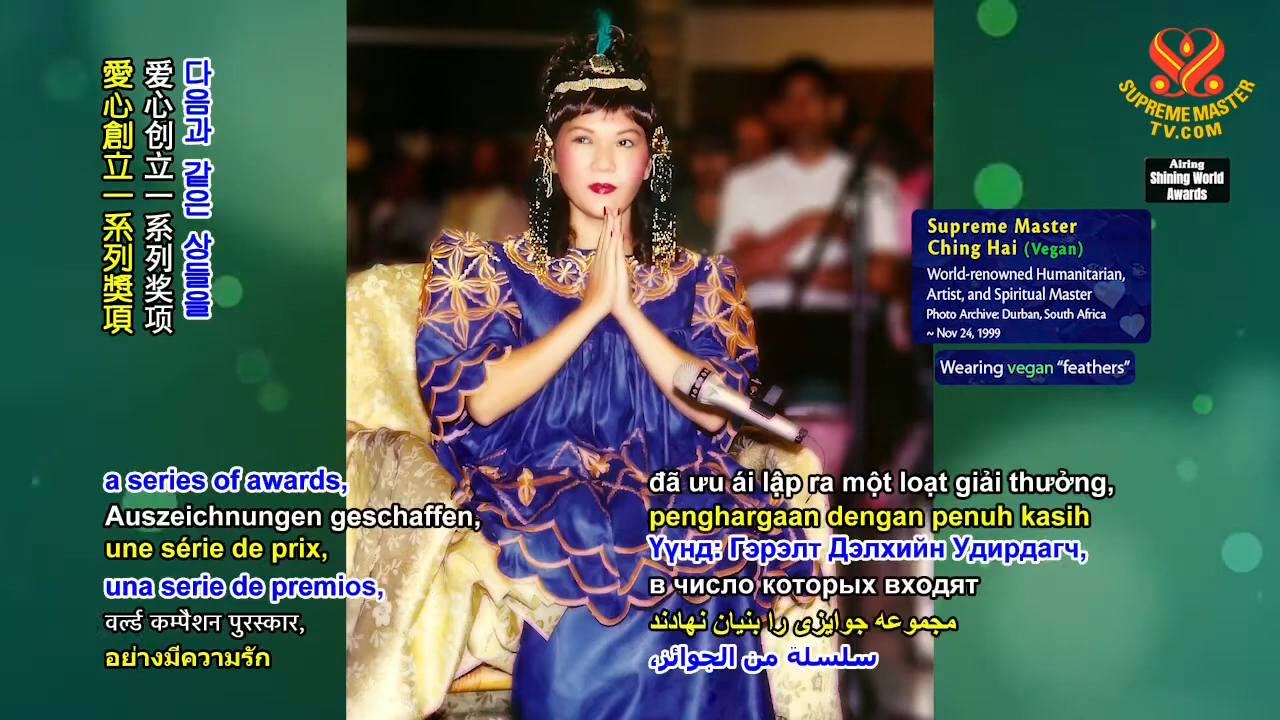 다음과 같은 상들을
爱心创立一系列奖项
愛心創立一系列獎項
SUPREME MASTER
TV.COM
Airing
Shining World
Awards
Supreme Master
Ching Hai (Vegan)
World-renowned Humanitarian,
Artist, and Spiritual Master
Photo Archive: Durban, South Africa
~ Nov 24, 1999
Wearing vegan “feathers”
a series of awards,
Auszeichnungen geschaffen,
une série de prix,
una serie de premios,
वर्ल्ड कम्पैशन पुरस्कार,
อย่างมีความรัก
đã ưu ái lập ra một loạt giải thưởng,
penghargaan dengan penuh kasih
Үүнд: Гэрэлт Дэлхийн Удирдагч,
в число которых входят
مجموعه جوایزی را بنیان نهادند
سلسلة من الجوائز،